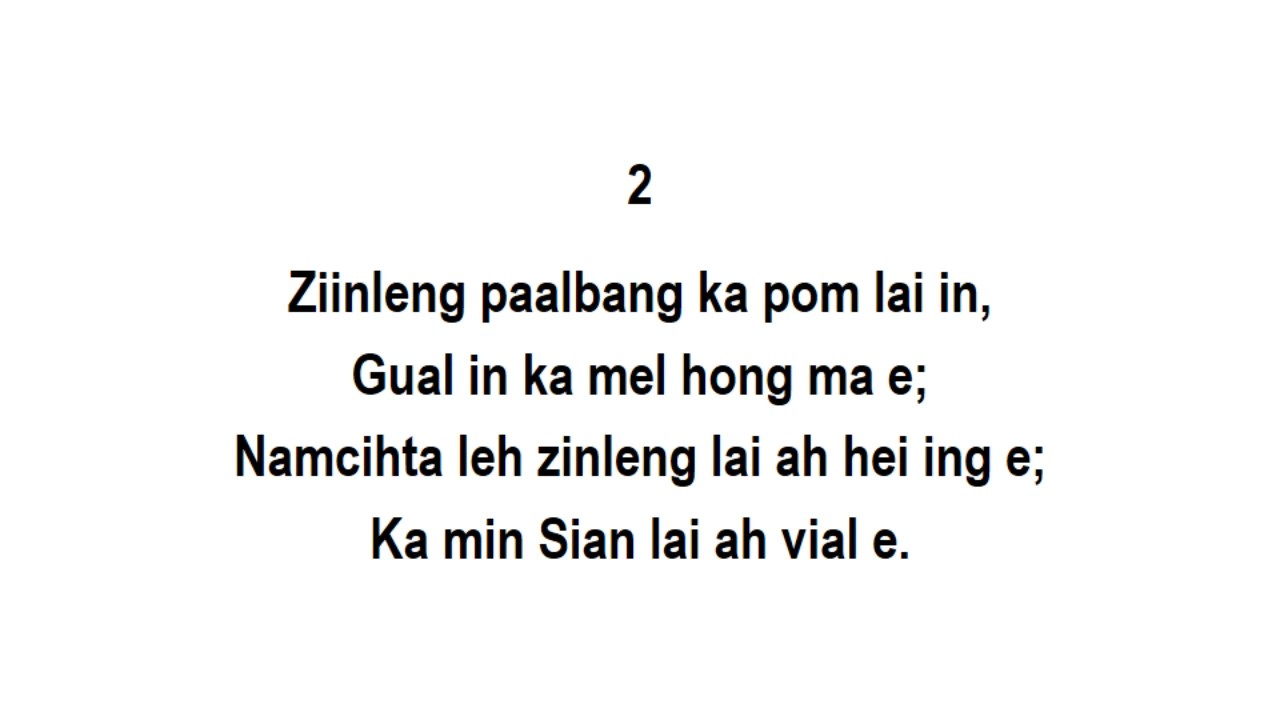 2
Ziinleng paalbang ka pom lai in,
Gual in ka mel hong ma e;
Namcihta leh zinleng lai ah hei ing e;
Ka min Sian lai ah vial e.